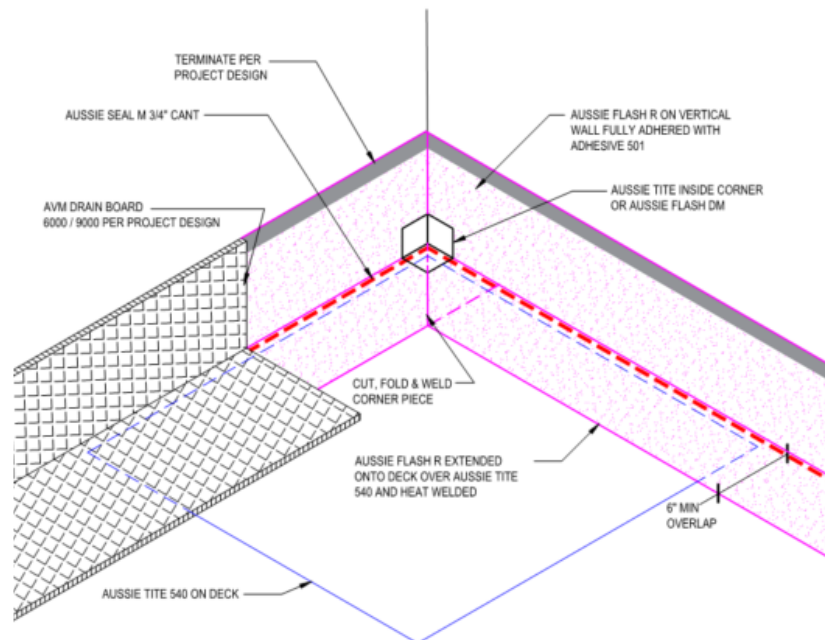 TERMINATE PER
PROJECT DESIGN
AUSSIE SEAL M 3/4" CANT
AUSSIE FLASH R ON VERTICAL
WALL FULLY ADHERED WITH
ADHESIVE 501
AUSSIE TITE INSIDE CORNER
OR AUSSIE FLASH DM
AVM DRAIN BOARD
6000 / 9000 PER PROJECT DESIGN
CUT, FOLD & WELD
CORNER PIECE
AUSSIE FLASH R EXTENDED
ONTO DECK OVER AUSSIE TITE
540 AND HEAT WELDED
6" MIN
OVERLAP
AUSSIE TITE 540 ON DECK